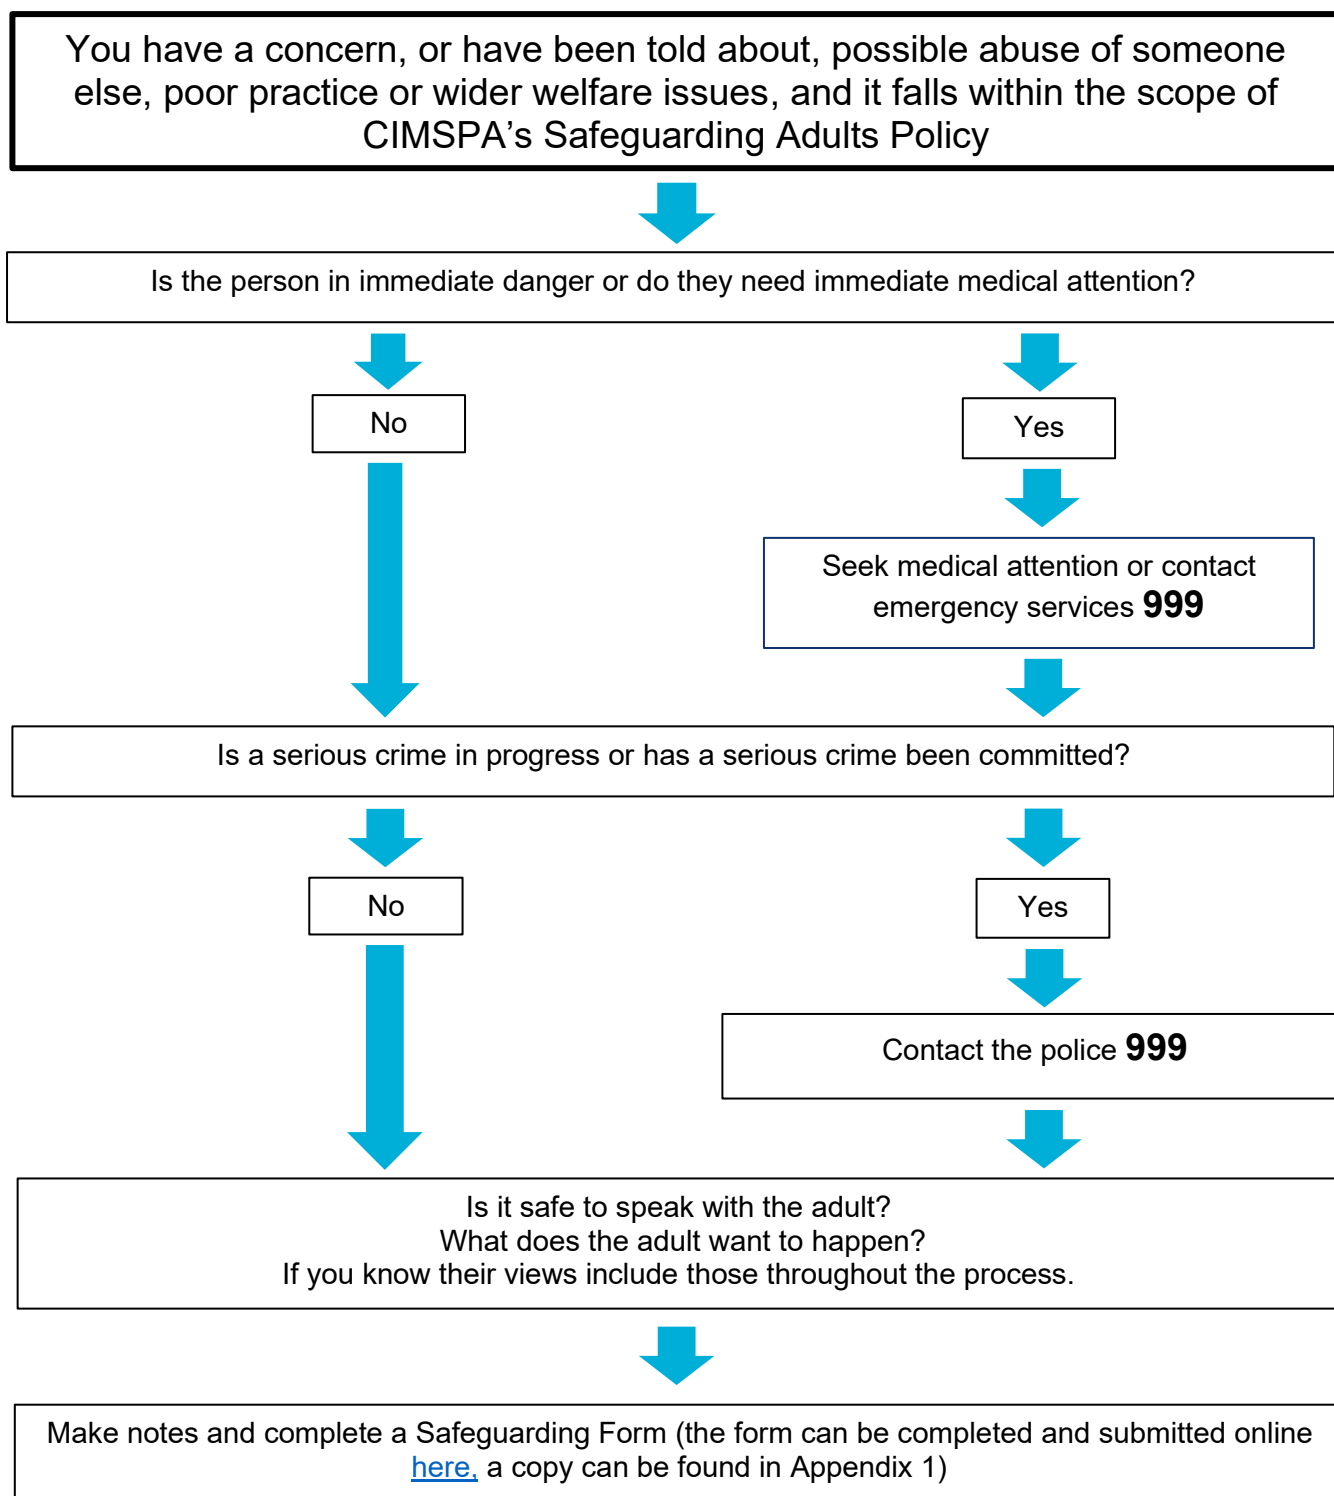 You have a concern, or have been told about, possible abuse of someone
else, poor practice or wider welfare issues, and it falls within the scope of
CIMSPA’s Safeguarding Adults Policy
Is the person in immediate danger or do they need immediate medical attention?
No
Yes
Seek medical attention or contact
emergency services 999
Is a serious crime in progress or has a serious crime been committed?
No
Yes
Contact the police 999
Is it safe to speak with the adult?
What does the adult want to happen?
If you know their views include those throughout the process.
Make notes and complete a Safeguarding Form (the form can be completed and submitted online
here, a copy can be found in Appendix 1)